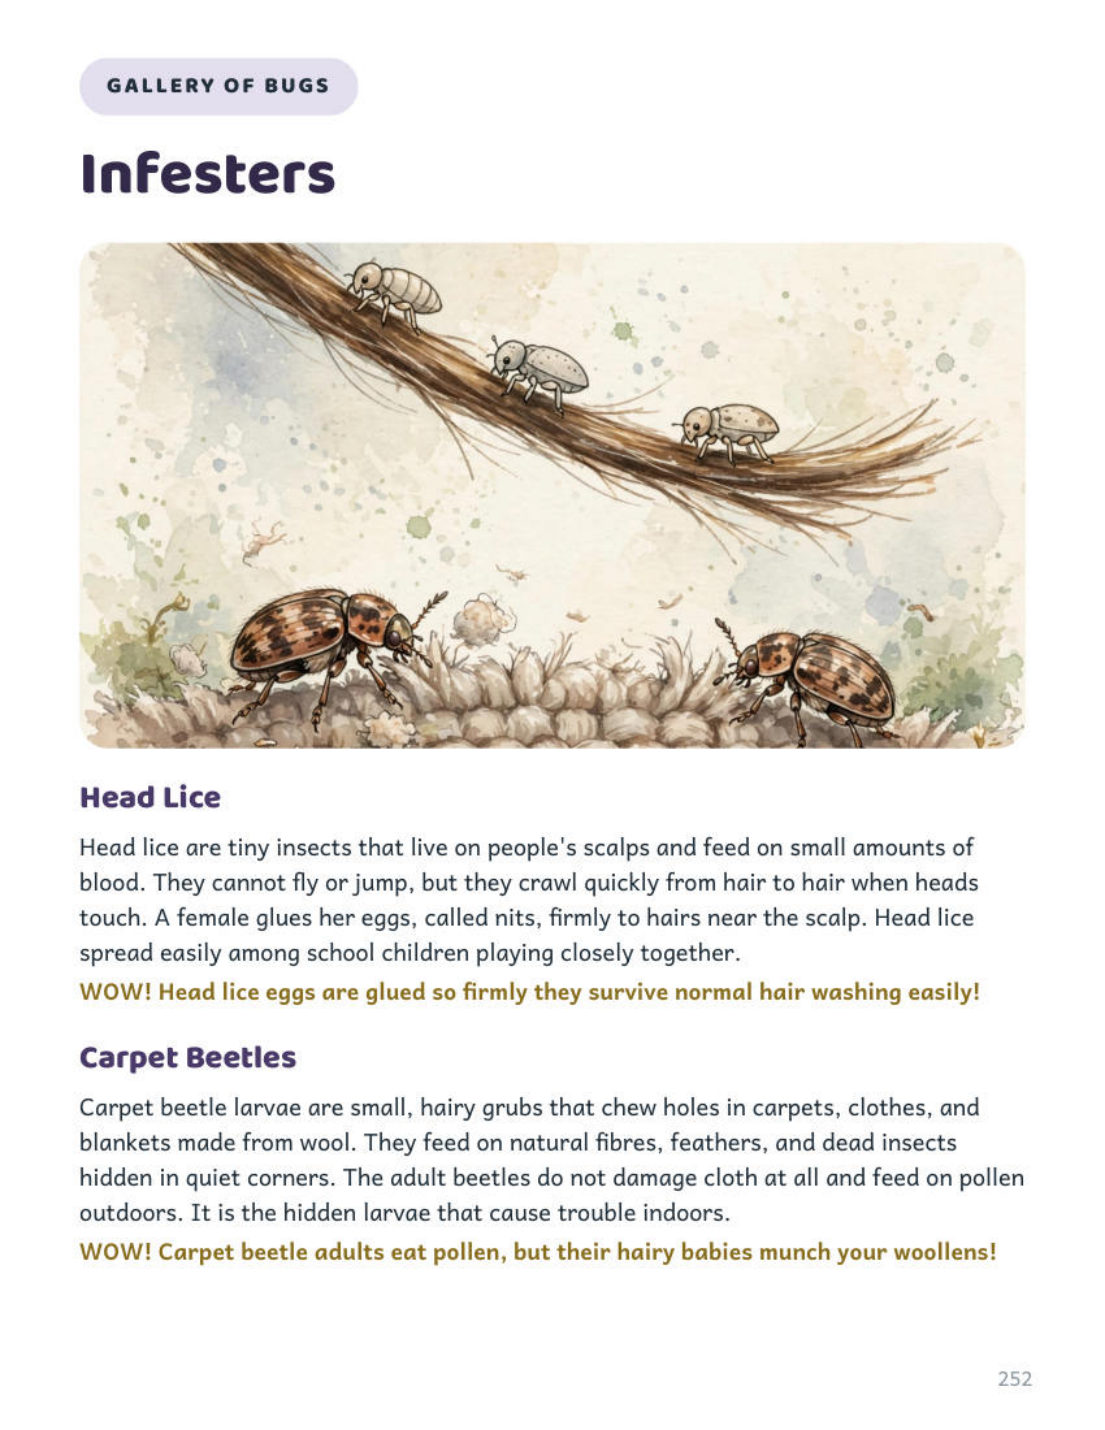 GALLERY OF BUGS
Infesters
Head Lice
Head lice are tiny insects that live on people's scalps and feed on small amounts of
blood. They cannot fly or jump, but they crawl quickly from hair to hair when heads
touch. A female glues her eggs, called nits, firmly to hairs near the scalp. Head lice
spread easily among school children playing closely together.
WOW! Head lice eggs are glued so firmly they survive normal hair washing easily!
Carpet Beetles
Carpet beetle larvae are small, hairy grubs that chew holes in carpets, clothes, and
blankets made from wool. They feed on natural fibres, feathers, and dead insects
hidden in quiet corners. The adult beetles do not damage cloth at all and feed on pollen
outdoors. It is the hidden larvae that cause trouble indoors.
WOW! Carpet beetle adults eat pollen, but their hairy babies munch your woollens!
252